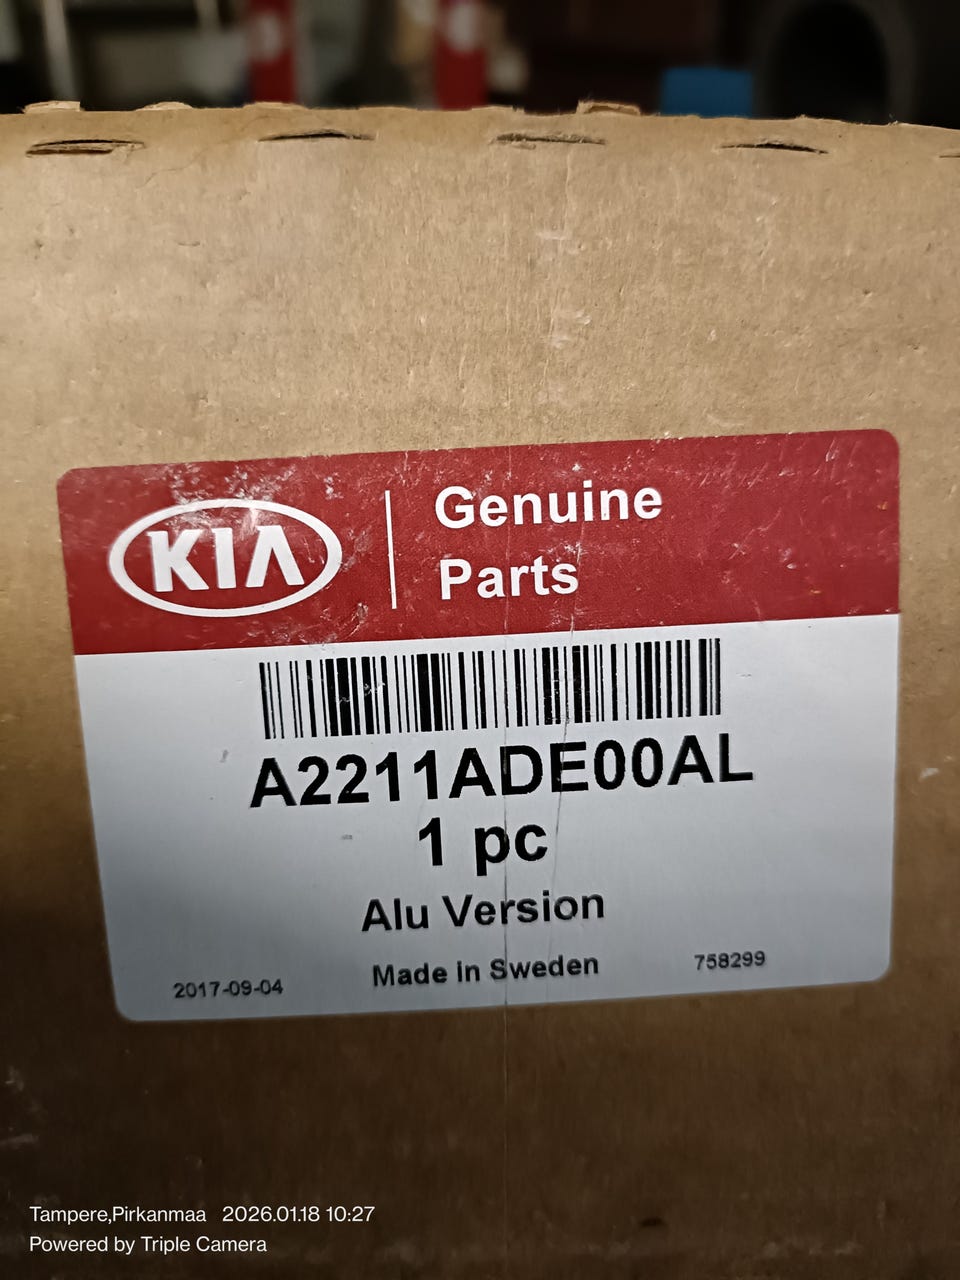 KIA
Genuine
Parts
A2211ADE00AL
1 pc
Alu Version
Made in Sweden
2017-09-04
758299
Tampere,Pirkanmaa 2026.01.18 10:27
Powered by Triple Camera